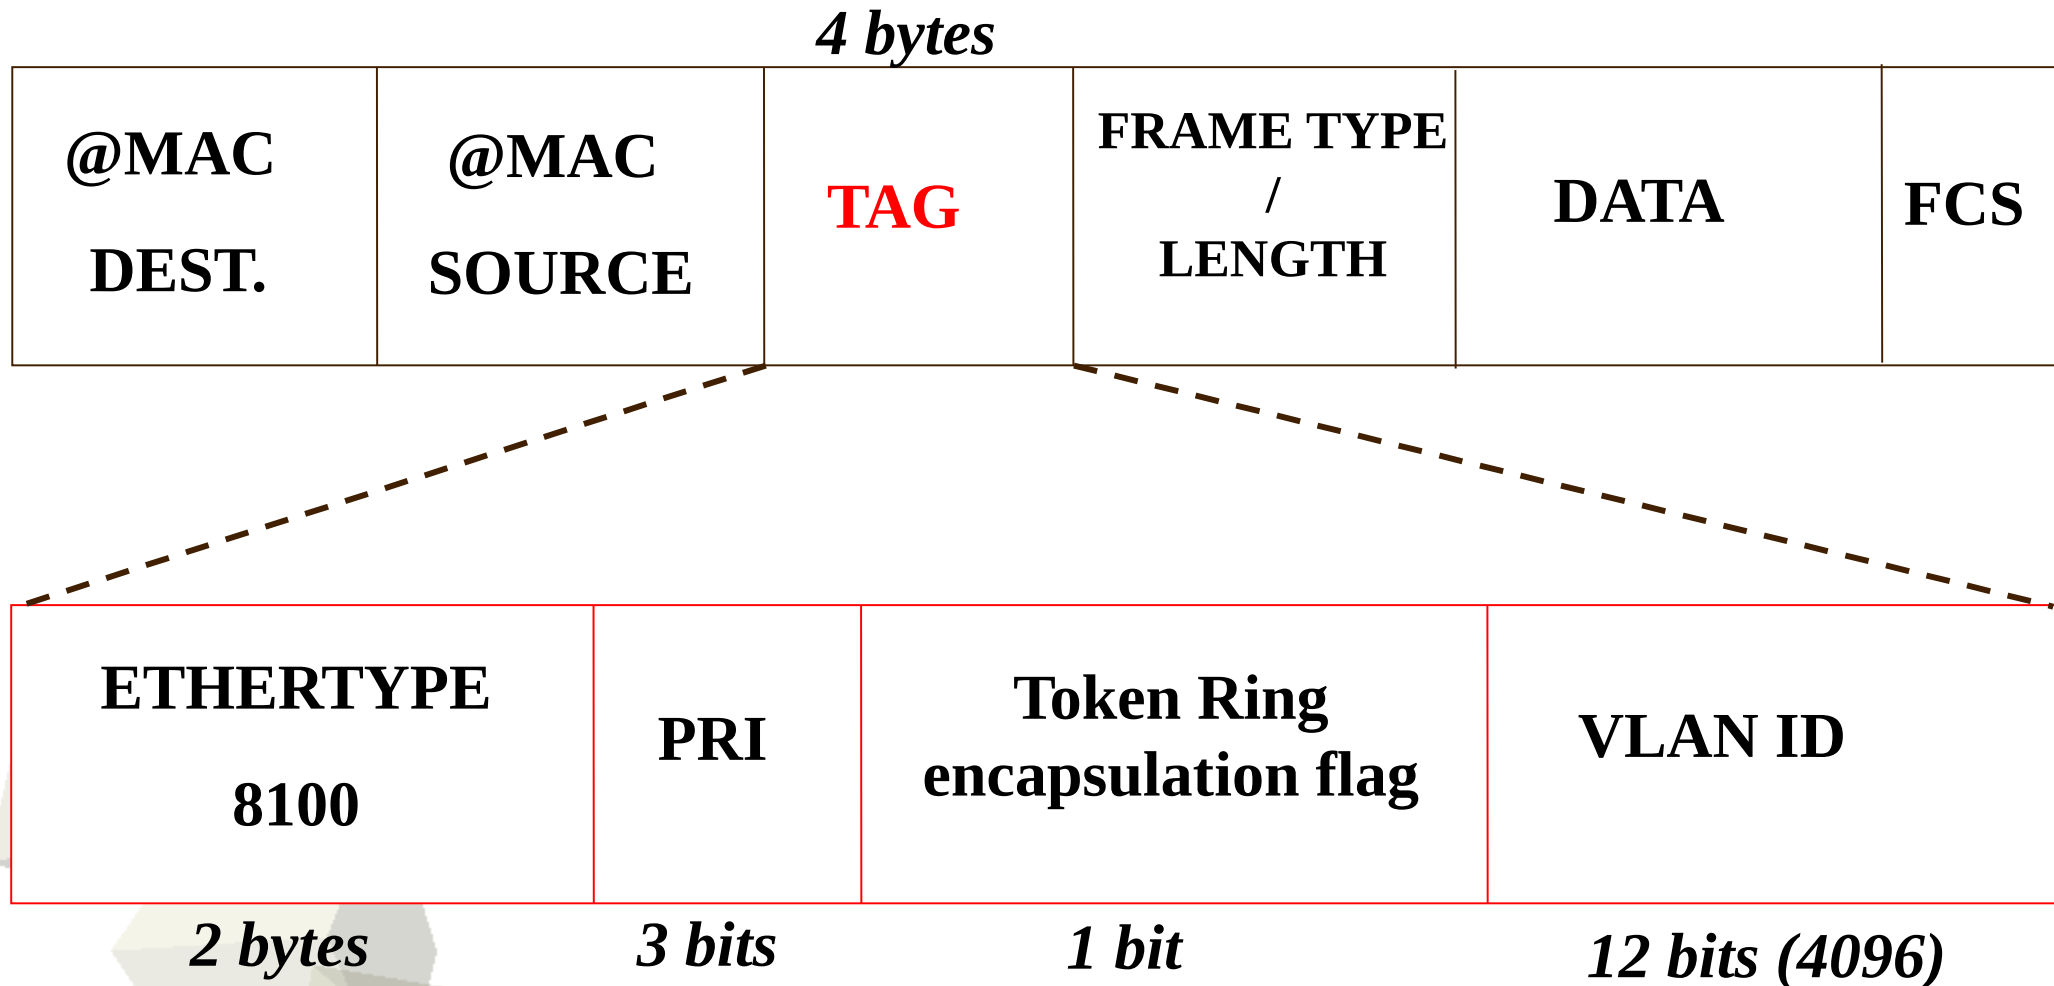 4 bytes
@MAC
DEST.
@MAC
SOURCE
TAG
FRAME TYPE
/
LENGTH
DATA
FCS
ETHERTYPE
8100
PRI
Token Ring
encapsulation flag
VLAN ID
2 bytes
3 bits
1 bit
12 bits (4096)